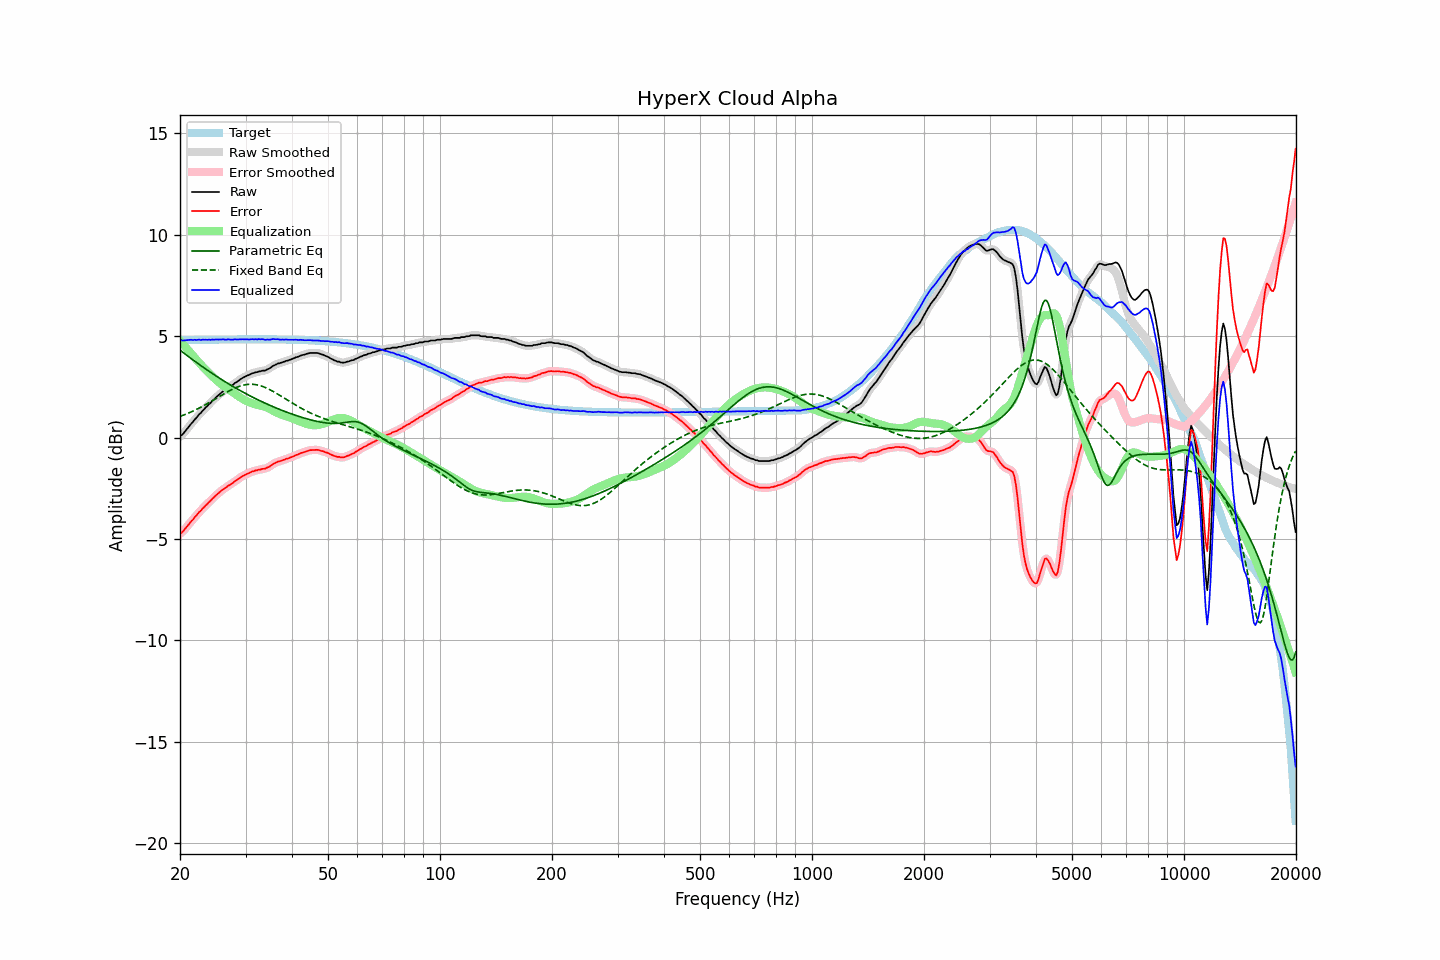 HyperX Cloud Alpha
Target
Raw Smoothed
Error Smoothed
Raw
Error
Equalization
Parametric Eq
Fixed Band Eq
Equalized
Amplitude (dBr)
15
10
5
0
−5
−10
−15
−20
20 50 100 200 500 1000 2000 5000 10000 20000
Frequency (Hz)